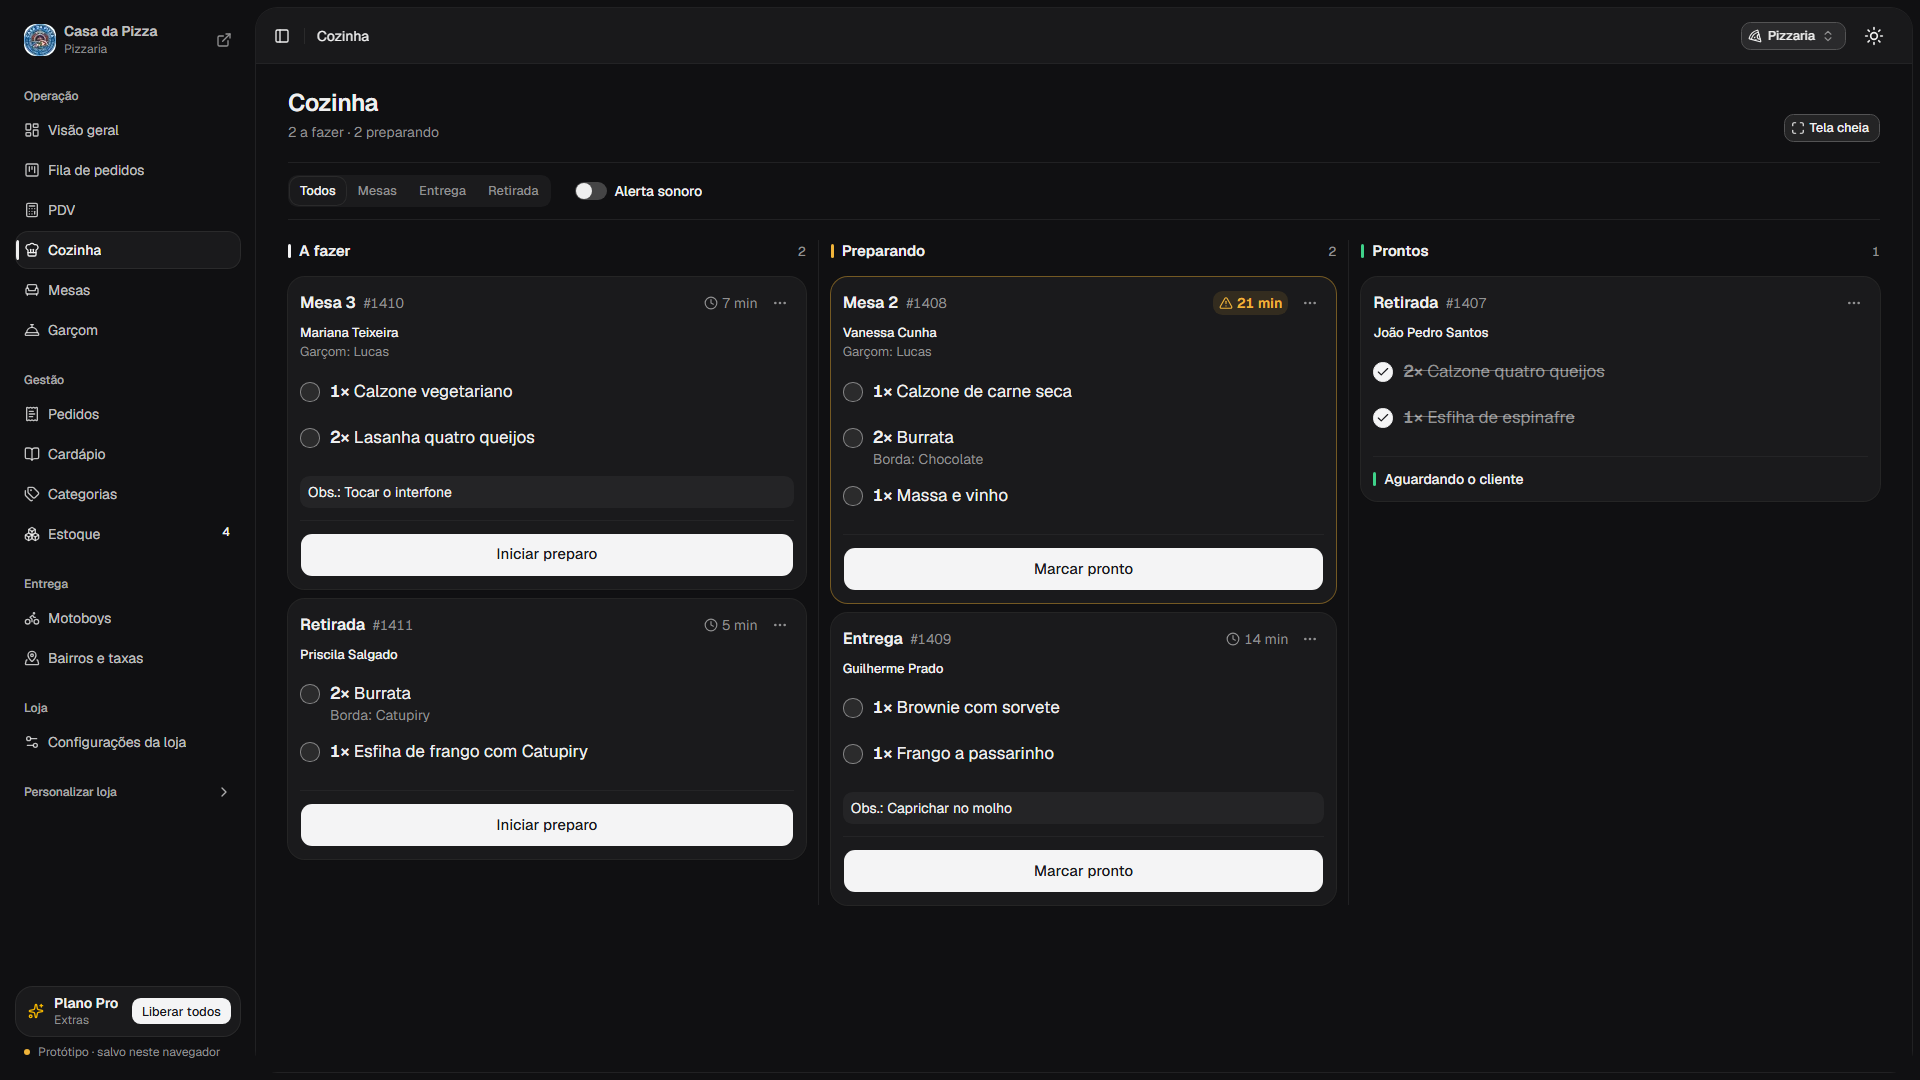 Casa da Pizza
Pizzaria
Operação
Visão geral
Fila de pedidos
PDV
Cozinha
Mesas
Garçom
Gestão
Pedidos
Cardápio
Categorias
Estoque 4
Entrega
Motoboys
Bairros e taxas
Loja
Configurações da loja
Personalizar loja
Plano Pro
Extras
Liberar todos
Protótipo · salvo neste navegador
Cozinha
Pizzaria
Cozinha
2 a fazer · 2 preparando
Tela cheia
Todos Mesas Entrega Retirada
Alerta sonoro
A fazer 2
Mesa 3 #1410 7 min
Mariana Teixeira
Garçom: Lucas
1× Calzone vegetariano
2× Lasanha quatro queijos
Obs.: Tocar o interfone
Iniciar preparo
Retirada #1411 5 min
Priscila Salgado
2× Burrata
Borda: Catupiry
1× Esfiha de frango com Catupiry
Iniciar preparo
Preparando 2
Mesa 2 #1408 21 min
Vanessa Cunha
Garçom: Lucas
1× Calzone de carne seca
2× Burrata
Borda: Chocolate
1× Massa e vinho
Marcar pronto
Entrega #1409 14 min
Guilherme Prado
1× Brownie com sorvete
1× Frango a passarinho
Obs.: Caprichar no molho
Marcar pronto
Prontos 1
Retirada #1407
João Pedro Santos
2× Calzone quatro queijos
1× Esfiha de espinafre
Aguardando o cliente